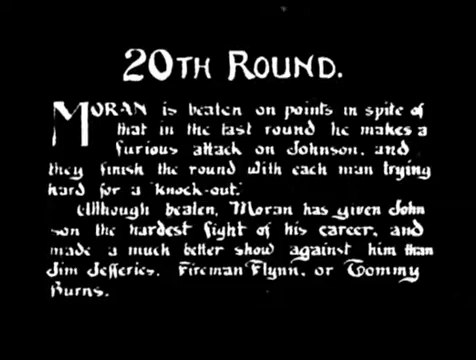 20TH ROUND.
MORAN is beaten on points in spite of
that in the last round he makes a
furious attack on Johnson, and
they finish the round with each man trying
hard for a "knock-out."
Although beaten, Moran has given John
son the hardest fight of his career, and
made a much better show against him than
Jim Jefferies, Fireman Flynn, or Tommy
Burns.